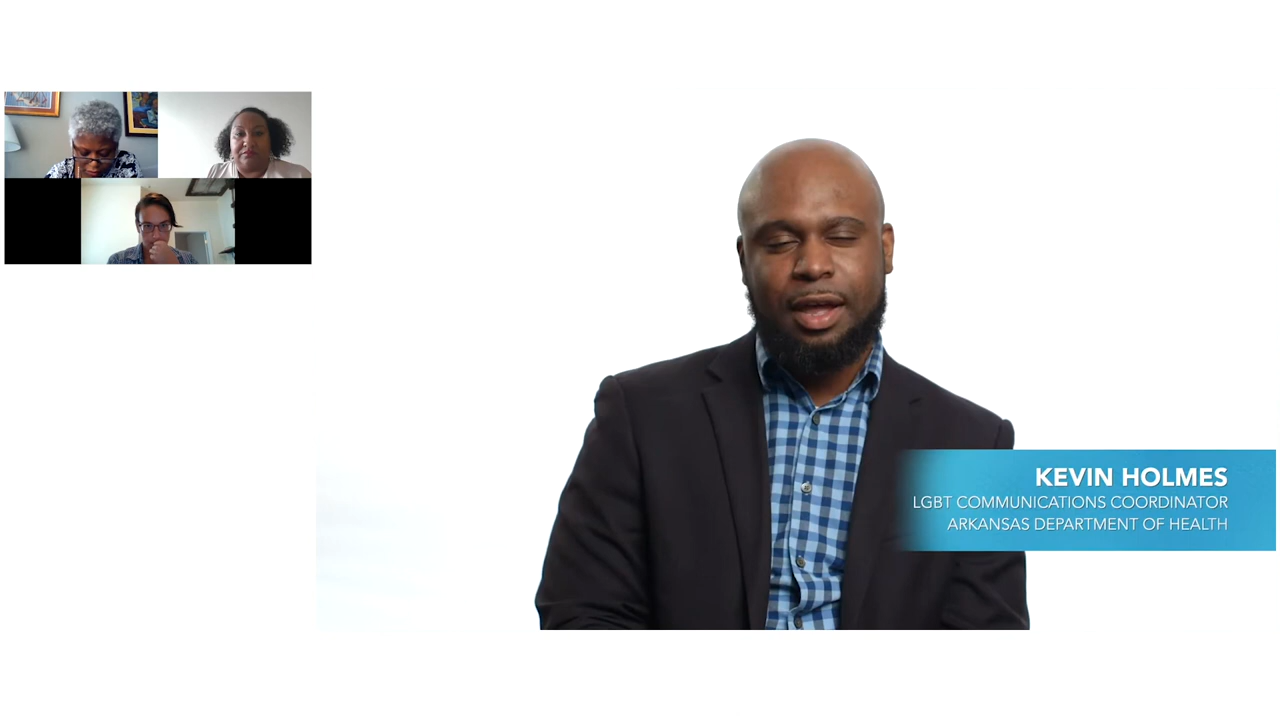 KEVIN HOLMES
LGBT COMMUNICATIONS COORDINATOR
ARKANSAS DEPARTMENT OF HEALTH